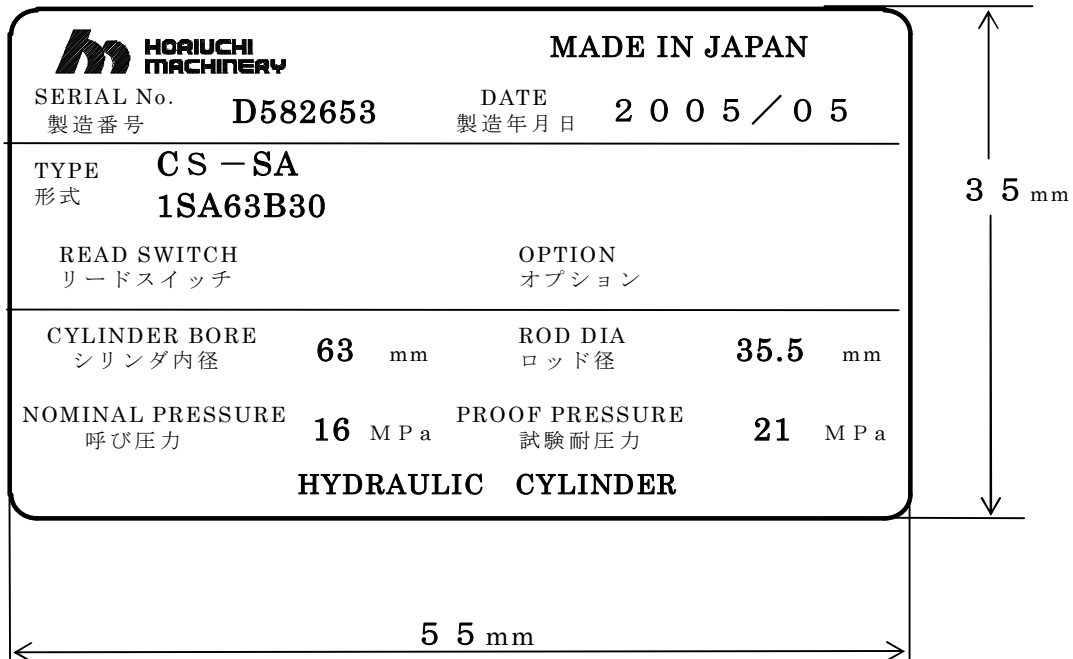 HORIUCHI MACHINERY
MADE IN JAPAN
SERIAL No. D582653 DATE 2005/05
製造番号 製造年月日
TYPE CS-SA
形式 1SA63B30
READ SWITCH OPTION
リードスイッチ オプション
CYLINDER BORE 63 mm ROD DIA 35.5 mm
シリンダ内径 ロッド径
NOMINAL PRESSURE 16 MPa PROOF PRESSURE 21 MPa
呼び圧力 試験耐圧力
HYDRAULIC CYLINDER
35mm
55mm